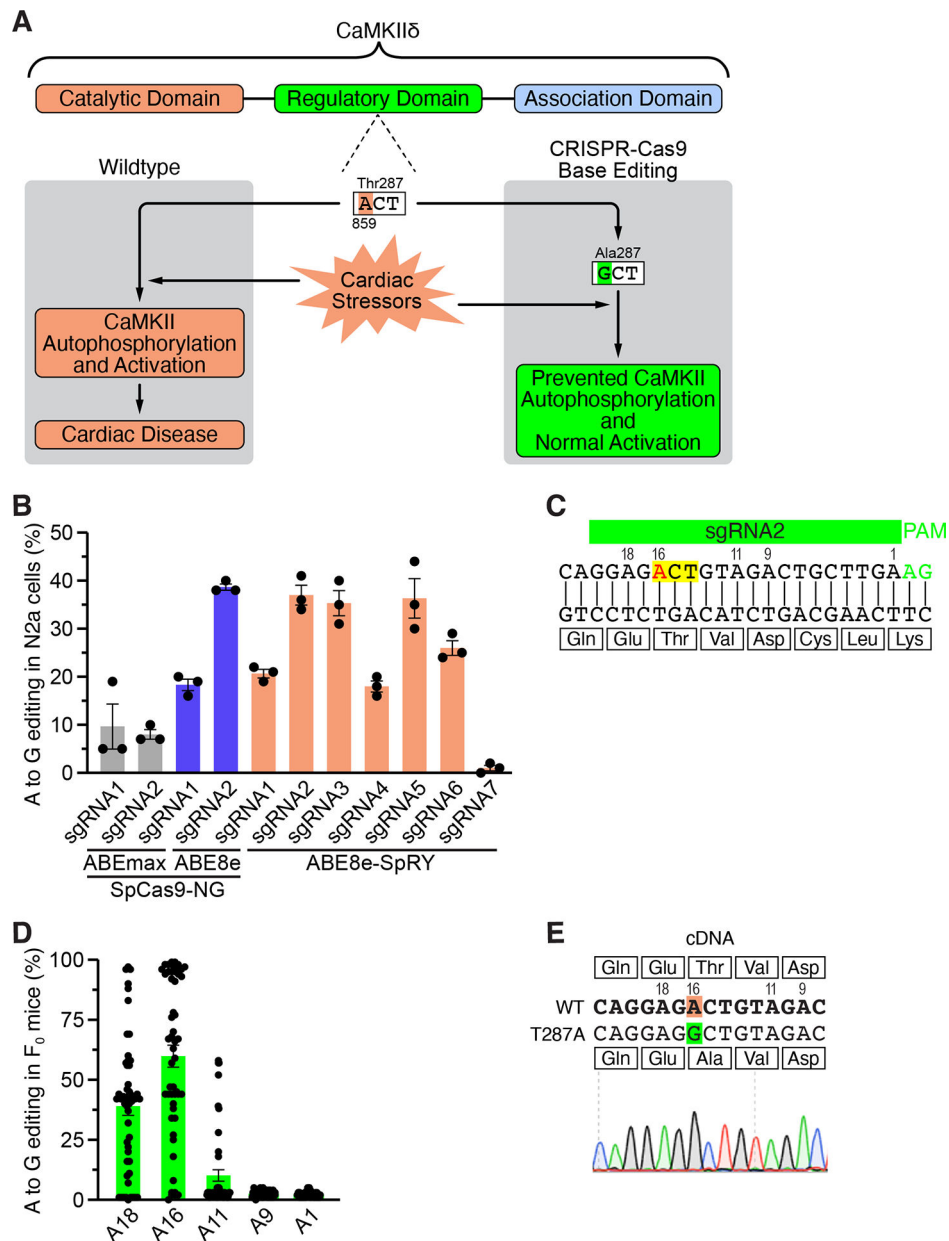 A
CaMKIIδ
Catalytic Domain
Regulatory Domain
Association Domain
Wildtype
CRISPR-Cas9
Base Editing
Thr287
ACT
859
Ala287
GCT
Cardiac
Stressors
CaMKII
Autophosphorylation
and Activation
Cardiac Disease
Prevented CaMKII
Autophosphorylation
and
Normal Activation
B
A to G editing in N2a cells (%)
50
40
30
20
10
0
sgRNA1 sgRNA2 sgRNA1 sgRNA2 sgRNA1 sgRNA2 sgRNA3 sgRNA4 sgRNA5 sgRNA6 sgRNA7
ABEmax ABE8e ABE8e-SpRY
SpCas9-NG
C
sgRNA2 PAM
18 16 11 9 1
CAGGAGACTGTAGACTGCTTGAAG
GTCCTCTGACATCTGACGAACTTC
Gln Glu Thr Val Asp Cys Leu Lys
D
A to G editing in F0 mice (%)
100
75
50
25
0
A18 A16 A11 A9 A1
E
cDNA
Gln Glu Thr Val Asp
18 16 11 9
WT CAGGAGACTGTAGAC
T287A CAGGAGGCTGTAGAC
Gln Glu Ala Val Asp